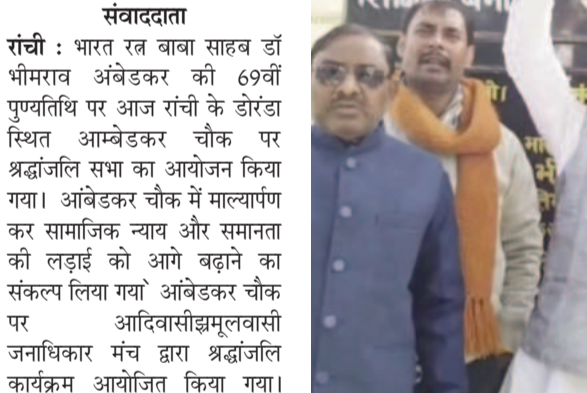 संवाददाता
रांची : भारत रत्न बाबा साहब डॉ
भीमराव अंबेडकर की 69वीं
पुण्यतिथि पर आज रांची के डोरंडा
स्थित आम्बेडकर चौक पर
श्रद्धांजलि सभा का आयोजन किया
गया। आंबेडकर चौक में माल्यार्पण
कर सामाजिक न्याय और समानता
की लड़ाई को आगे बढ़ाने का
संकल्प लिया गया` आंबेडकर चौक
पर आदिवासीझ्रमूलवासी
जनाधिकार मंच द्वारा श्रद्धांजलि
कार्यक्रम आयोजित किया गया।